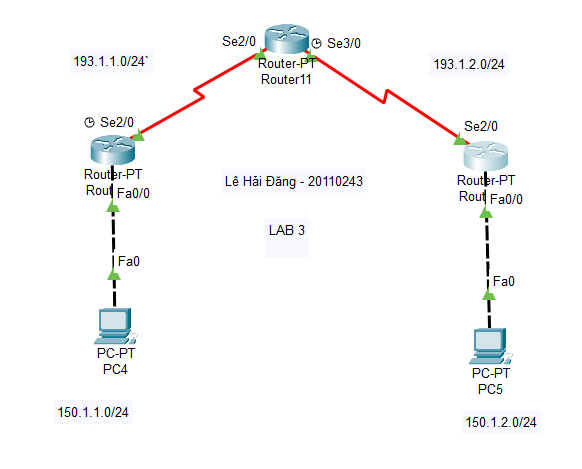 Se2/0
Se3/0
193.1.1.0/24`
Router-PT
Router11
193.1.2.0/24
Se2/0
Se2/0
Router-PT
Rout
Fa0/0
Lê Hải Đăng - 20110243
Router-PT
Rout
Fa0/0
LAB 3
Fa0
Fa0
PC-PT
PC4
PC-PT
PC5
150.1.1.0/24
150.1.2.0/24